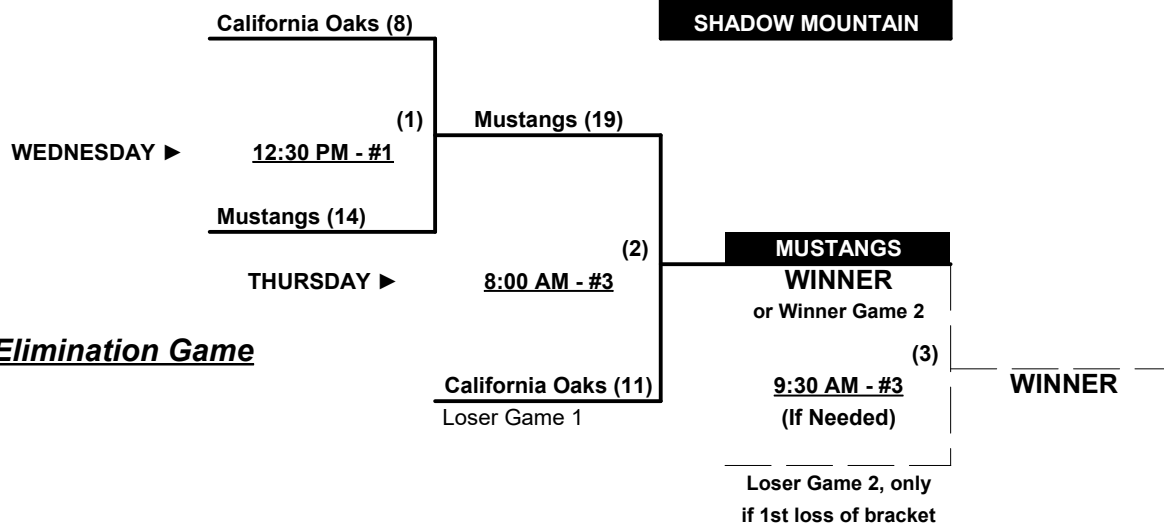 California Oaks (8)
SHADOW MOUNTAIN
(1)
Mustangs (19)
WEDNESDAY ►
12:30 PM - #1
Mustangs (14)
(2)
MUSTANGS
THURSDAY ►
8:00 AM - #3
WINNER
or Winner Game 2
Elimination Game
(3)
California Oaks (11)
9:30 AM - #3
WINNER
Loser Game 1
(If Needed)
Loser Game 2, only
if 1st loss of bracket